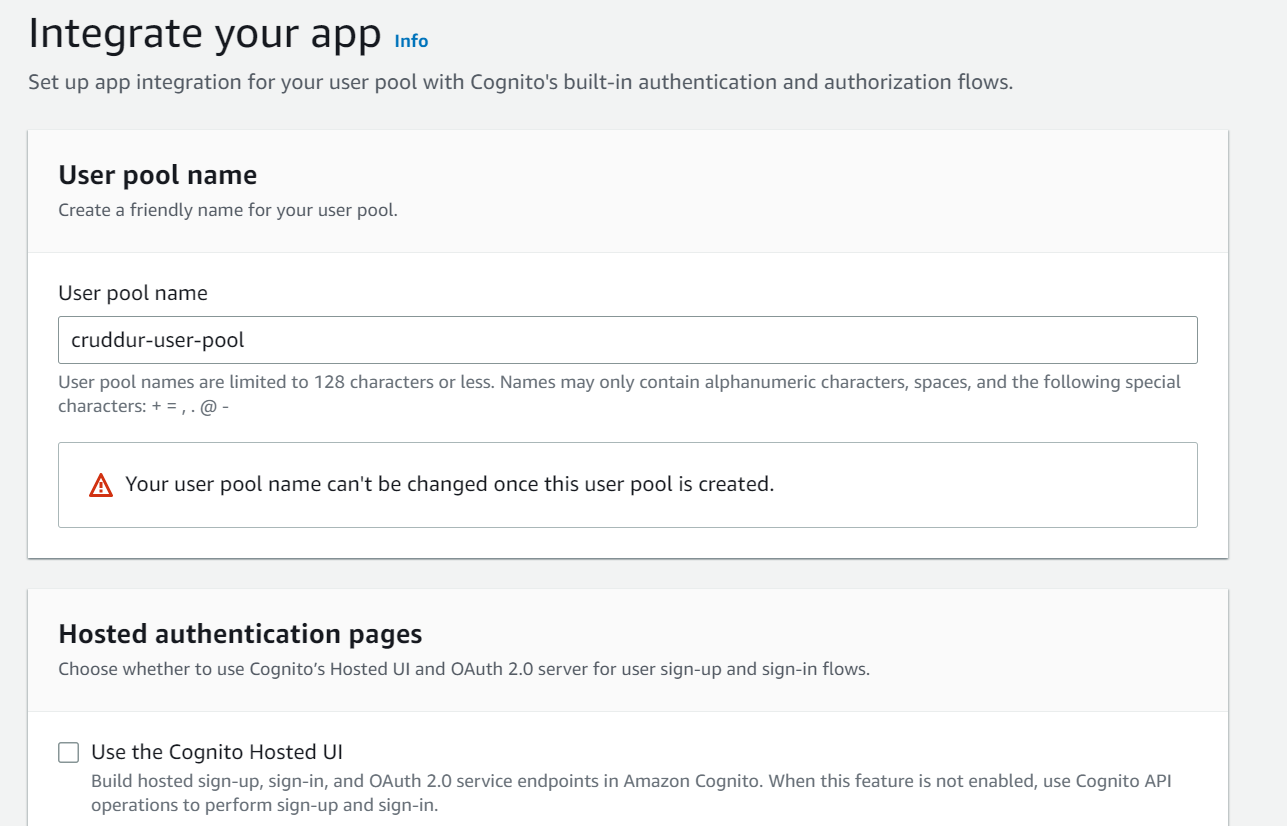 Integrate your app Info
Set up app integration for your user pool with Cognito's built-in authentication and authorization flows.
User pool name
Create a friendly name for your user pool.
User pool name
cruddur-user-pool
User pool names are limited to 128 characters or less. Names may only contain alphanumeric characters, spaces, and the following special
characters: + = , . @ -
Your user pool name can't be changed once this user pool is created.
Hosted authentication pages
Choose whether to use Cognito’s Hosted UI and OAuth 2.0 server for user sign-up and sign-in flows.
Use the Cognito Hosted UI
Build hosted sign-up, sign-in, and OAuth 2.0 service endpoints in Amazon Cognito. When this feature is not enabled, use Cognito API
operations to perform sign-up and sign-in.